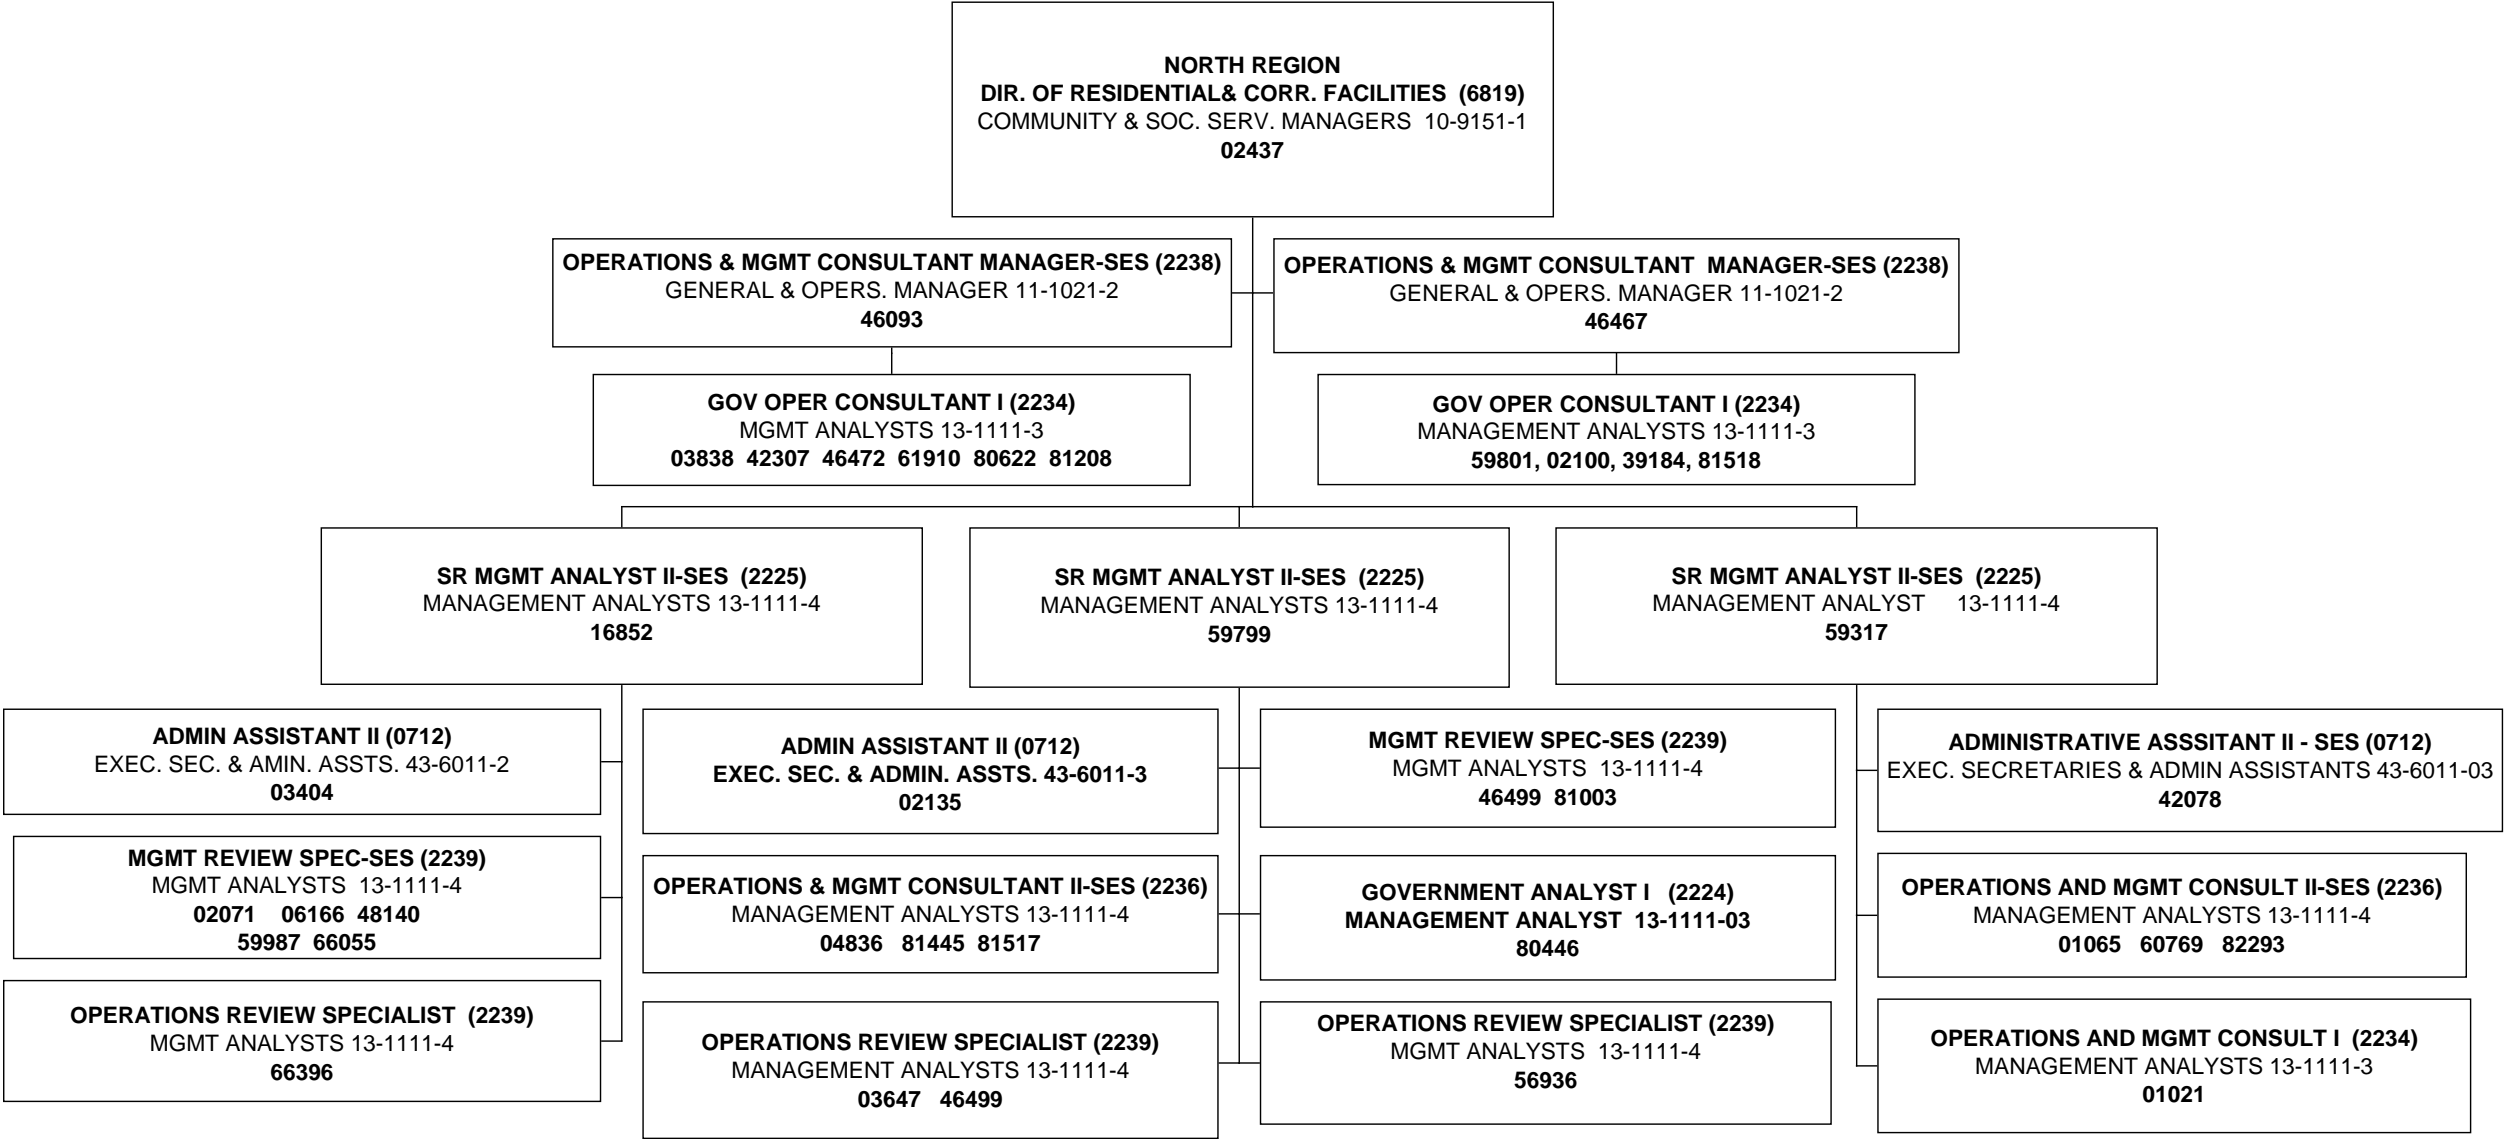 NORTH REGION
DIR. OF RESIDENTIAL& CORR. FACILITIES (6819)
COMMUNITY & SOC. SERV. MANAGERS 10-9151-1
02437
OPERATIONS & MGMT CONSULTANT MANAGER-SES (2238)
GENERAL & OPERS. MANAGER 11-1021-2
46093
OPERATIONS & MGMT CONSULTANT MANAGER-SES (2238)
GENERAL & OPERS. MANAGER 11-1021-2
46467
GOV OPER CONSULTANT I (2234)
MGMT ANALYSTS 13-1111-3
03838 42307 46472 61910 80622 81208
GOV OPER CONSULTANT I (2234)
MANAGEMENT ANALYSTS 13-1111-3
59801, 02100, 39184, 81518
SR MGMT ANALYST II-SES (2225)
MANAGEMENT ANALYSTS 13-1111-4
16852
SR MGMT ANALYST II-SES (2225)
MANAGEMENT ANALYSTS 13-1111-4
59799
SR MGMT ANALYST II-SES (2225)
MANAGEMENT ANALYST 13-1111-4
59317
ADMIN ASSISTANT II (0712)
EXEC. SEC. & AMIN. ASSTS. 43-6011-2
03404
MGMT REVIEW SPEC-SES (2239)
MGMT ANALYSTS 13-1111-4
02071 06166 48140
59987 66055
OPERATIONS REVIEW SPECIALIST (2239)
MGMT ANALYSTS 13-1111-4
66396
ADMIN ASSISTANT II (0712)
EXEC. SEC. & ADMIN. ASSTS. 43-6011-3
02135
OPERATIONS & MGMT CONSULTANT II-SES (2236)
MANAGEMENT ANALYSTS 13-1111-4
04836 81445 81517
OPERATIONS REVIEW SPECIALIST (2239)
MANAGEMENT ANALYSTS 13-1111-4
03647 46499
MGMT REVIEW SPEC-SES (2239)
MGMT ANALYSTS 13-1111-4
46499 81003
GOVERNMENT ANALYST I (2224)
MANAGEMENT ANALYST 13-1111-03
80446
OPERATIONS REVIEW SPECIALIST (2239)
MGMT ANALYSTS 13-1111-4
56936
ADMINISTRATIVE ASSSITANT II - SES (0712)
EXEC. SECRETARIES & ADMIN ASSISTANTS 43-6011-03
42078
OPERATIONS AND MGMT CONSULT II-SES (2236)
MANAGEMENT ANALYSTS 13-1111-4
01065 60769 82293
OPERATIONS AND MGMT CONSULT I (2234)
MANAGEMENT ANALYSTS 13-1111-3
01021